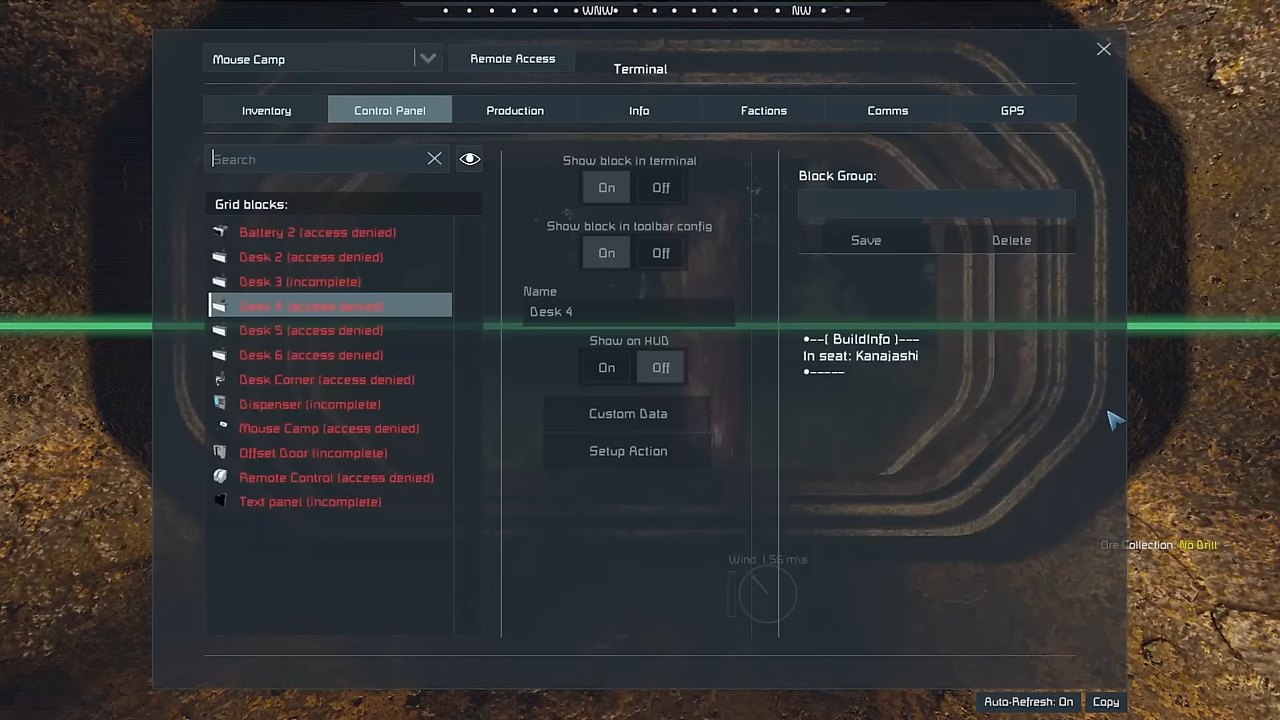 WNW NW
Mouse Camp
Remote Access
Terminal
Inventory
Control Panel
Production
Info
Factions
Comms
GPS
Search
Grid blocks:
Battery 2 (access denied)
Desk 2 (access denied)
Desk 3 (incomplete)
Desk 4 (access denied)
Desk 5 (access denied)
Desk 6 (access denied)
Desk Corner (access denied)
Dispenser (incomplete)
Mouse Camp (access denied)
Offset Door (incomplete)
Remote Control (access denied)
Text panel (incomplete)
Show block in terminal
On Off
Show block in toolbar config
On Off
Name
Desk 4
Show on HUD
On Off
Custom Data
Setup Action
Block Group:
Save Delete
•--( BuildInfo )---
In seat: Kanajashi
•-----
Ore Collection: No Drill
Wind: 1.56 m\s
Auto-Refresh: On
Copy